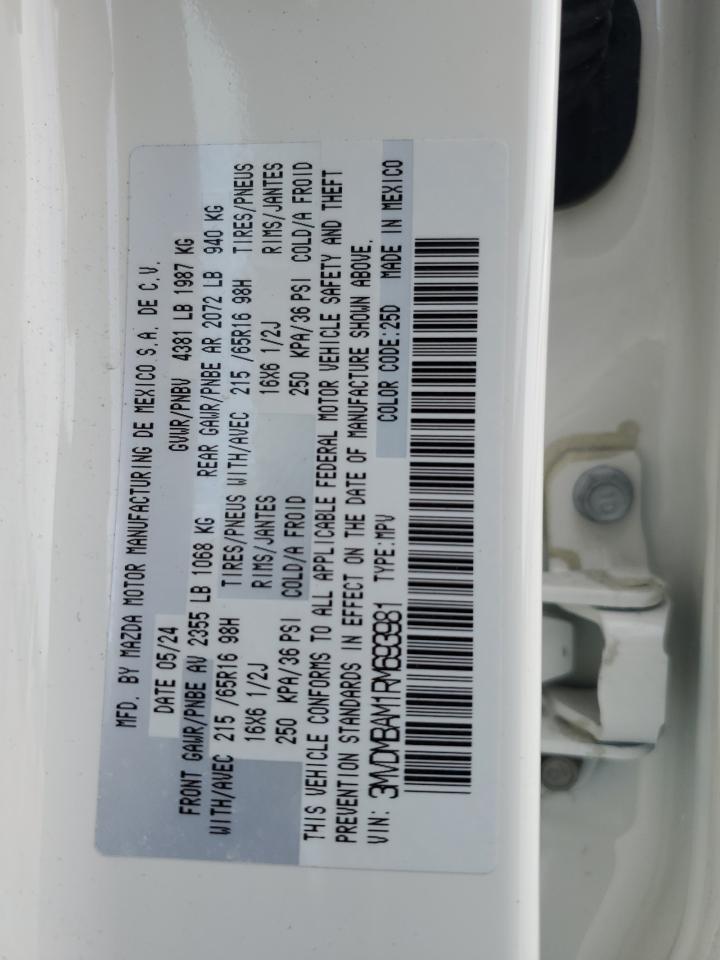 MFD. BY MAZDA MOTOR MANUFACTURING DE MEXICO S.A. DE C.V.
DATE 05/24 GVWR/PNBV 4381 LB 1987 KG
FRONT GAWR/PNBE AV 2355 LB 1068 KG REAR GAWR/PNBE AR 2072 LB 940 KG
WITH/AVEC 215 /65R16 98H TIRES/PNEUS WITH/AVEC 215 /65R16 98H TIRES/PNEUS
16X6 1/2J RIMS/JANTES 16X6 1/2J RIMS/JANTES
250 KPA/36 PSI COLD/A FROID 250 KPA/36 PSI COLD/A FROID
THIS VEHICLE CONFORMS TO ALL APPLICABLE FEDERAL MOTOR VEHICLE SAFETY AND THEFT
PREVENTION STANDARDS IN EFFECT ON THE DATE OF MANUFACTURE SHOWN ABOVE.
VIN: 3MVDMBAM1RM693981 TYPE:MPV COLOR CODE:25D MADE IN MEXICO